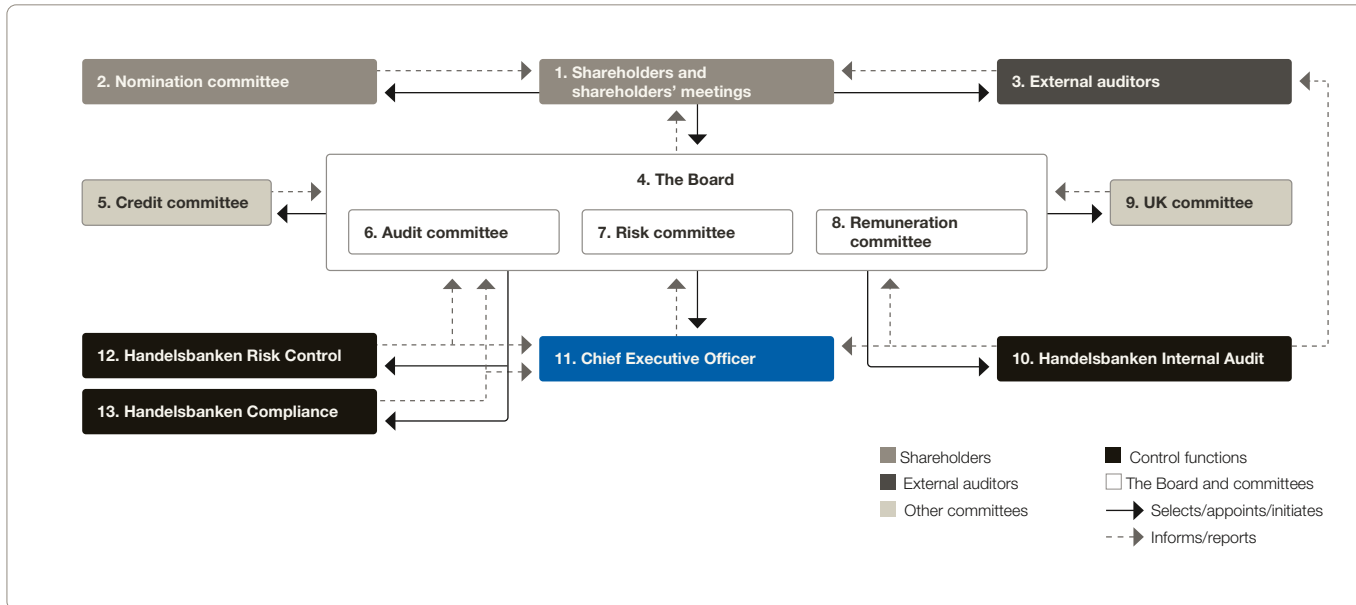 2. Nomination committee
1. Shareholders and
shareholders’ meetings
3. External auditors
4. The Board
5. Credit committee
9. UK committee
6. Audit committee
7. Risk committee
8. Remuneration
committee
12. Handelsbanken Risk Control
11. Chief Executive Officer
10. Handelsbanken Internal Audit
13. Handelsbanken Compliance
Shareholders
External auditors
Other committees
Control functions
The Board and committees
Selects/appoints/initiates
Informs/reports